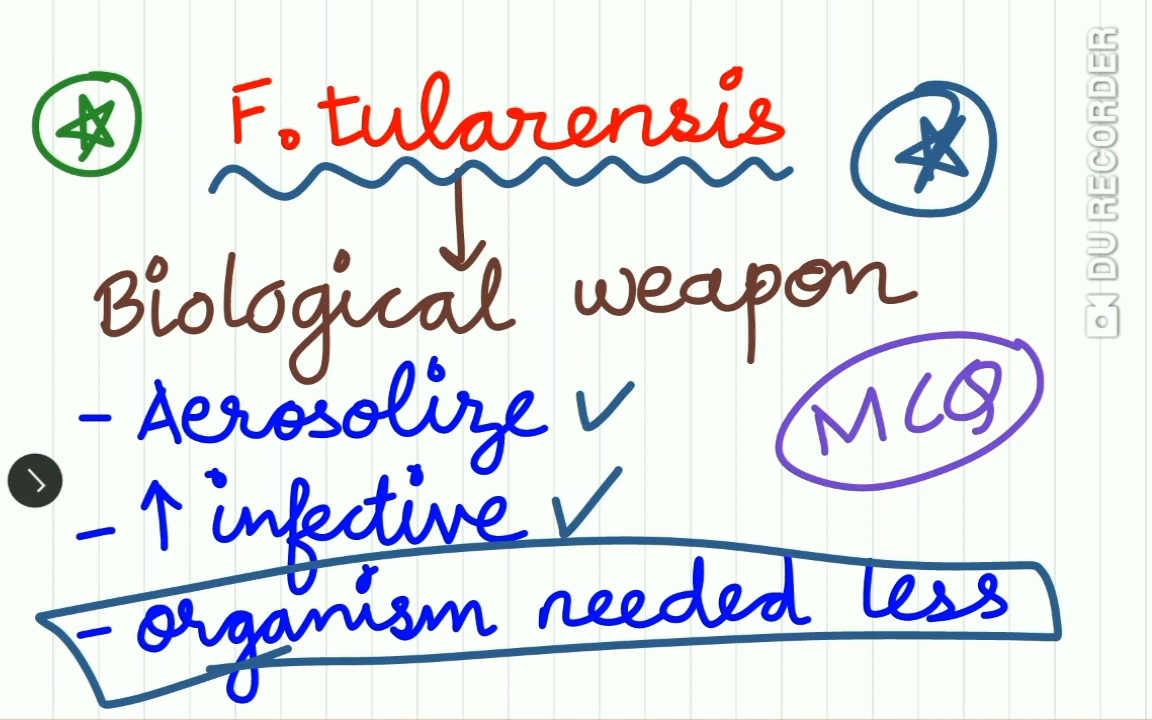 F. tularensis
Biological weapon
- Aerosolize ✓
MCQ
- ↑ infective ✓
- organism needed less
DU RECORDER